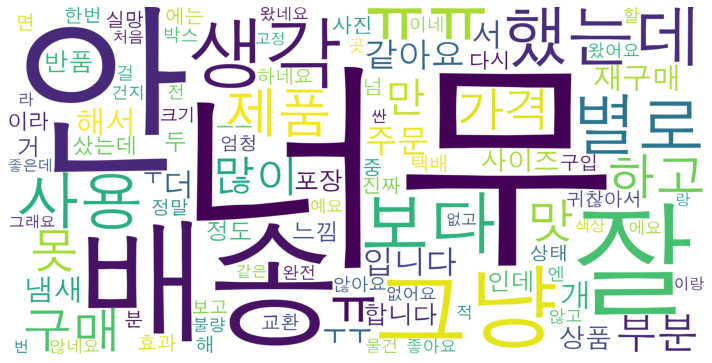 면 한번 실망 에는 왔네요 사진 ㅠㅠ 이네 서 했는데 할
처음 박스 고정 곳 같아요 다시 왔어요
반품 걸 안 생각 하네요 넘 재구매
라 건지 전 크기 ㅡㅡ 제품 만 가격 싼 별로
이라 해서 두 엄청 주문
거 샀는데 많이 중 택배 사이즈 구입 하고
좋은데 ㅜ 더 포장 진짜 귀찮아서 랑
사용 정말 너무 예요 보다 없고 맛 색상 에요
그래요 정도 느낌
못 배송 같은 완전 않아요 입니다 인데 상태 엔 잘
냄새 분 없어요 그냥 개 이랑
구매 보고 ㅠ 합니다 적 않고
불량 교환 ㅜㅜ 상품 부분
번 않네요 효과 해 물건 좋아요